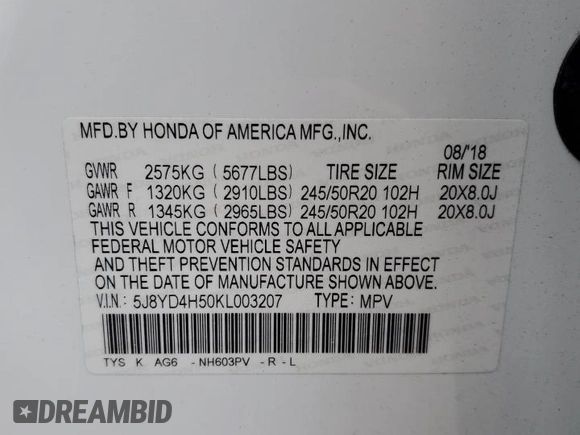 MFD.BY HONDA OF AMERICA MFG.,INC.
08/'18
GVWR 2575KG ( 5677LBS) TIRE SIZE RIM SIZE
GAWR F 1320KG ( 2910LBS) 245/50R20 102H 20X8.0J
GAWR R 1345KG ( 2965LBS) 245/50R20 102H 20X8.0J
THIS VEHICLE CONFORMS TO ALL APPLICABLE
FEDERAL MOTOR VEHICLE SAFETY
AND THEFT PREVENTION STANDARDS IN EFFECT
ON THE DATE OF MANUFACTURE SHOWN ABOVE.
V.I.N.: 5J8YD4H50KL003207 TYPE: MPV
TYS K AG6 -NH603PV -R-L
DREAMBID